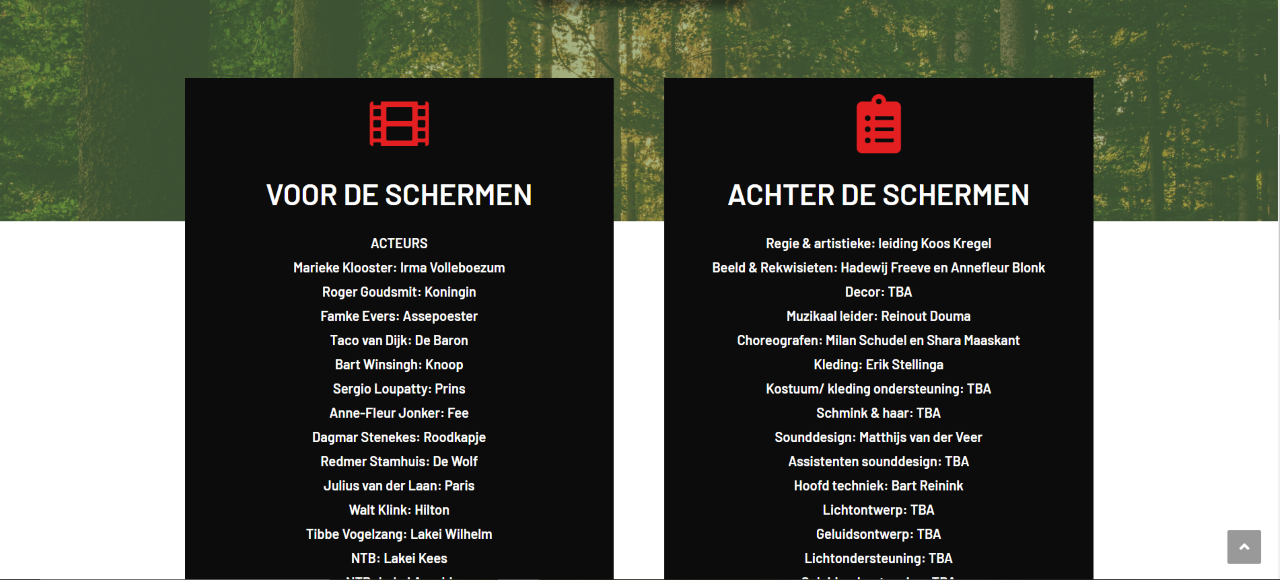 VOOR DE SCHERMEN
ACTEURS
Marieke Klooster: Irma Volleboezum
Roger Goudsmit: Koningin
Famke Evers: Assepoester
Taco van Dijk: De Baron
Bart Winsingh: Knoop
Sergio Loupatty: Prins
Anne-Fleur Jonker: Fee
Dagmar Stenekes: Roodkapje
Redmer Stamhuis: De Wolf
Julius van der Laan: Paris
Walt Klink: Hilton
Tibbe Vogelzang: Lakei Wilhelm
NTB: Lakei Kees
ACHTER DE SCHERMEN
Regie & artistieke: leiding Koos Kregel
Beeld & Rekwisieten: Hadewij Freeve en Annefleur Blonk
Decor: TBA
Muzikaal leider: Reinout Douma
Choreografen: Milan Schudel en Shara Maaskant
Kleding: Erik Stellinga
Kostuum/ kleding ondersteuning: TBA
Schmink & haar: TBA
Sounddesign: Matthijs van der Veer
Assistenten sounddesign: TBA
Hoofd techniek: Bart Reinink
Lichtontwerp: TBA
Geluidsontwerp: TBA
Lichtondersteuning: TBA